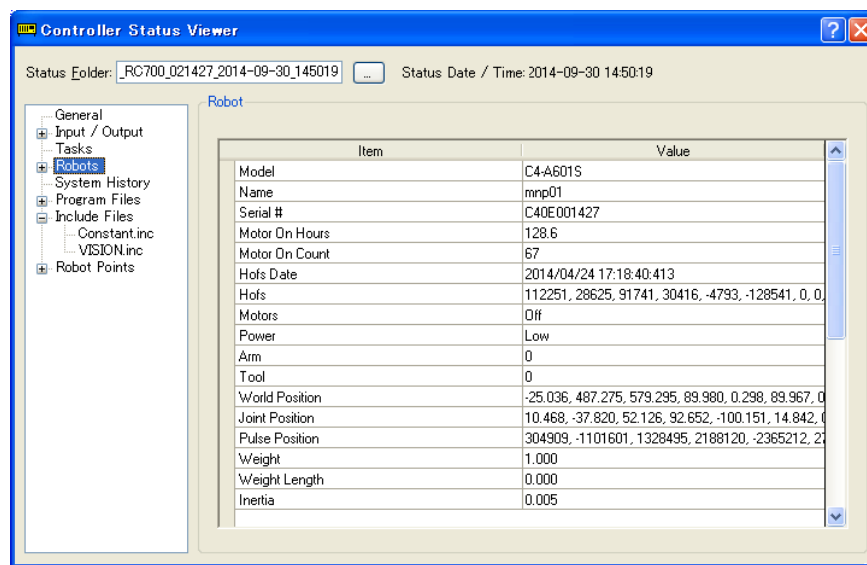 Controller Status Viewer
Status Folder: _RC700_021427_2014-09-30_145019 ... Status Date / Time: 2014-09-30 14:50:19
General
Input / Output
Tasks
Robots
System History
Program Files
Include Files
Constant.inc
VISION.inc
Robot Points
Robot
Item Value
Model C4-A601S
Name mnp01
Serial # C40E001427
Motor On Hours 128.6
Motor On Count 67
Hofs Date 2014/04/24 17:18:40:413
Hofs 112251, 28625, 91741, 30416, -4793, -128541, 0, 0,
Motors Off
Power Low
Arm 0
Tool 0
World Position -25.036, 487.275, 579.295, 89.980, 0.298, 89.967, 0
Joint Position 10.468, -37.820, 52.126, 92.652, -100.151, 14.842,
Pulse Position 304909, -1101601, 1328495, 2188120, -2365212, 27
Weight 1.000
Weight Length 0.000
Inertia 0.005